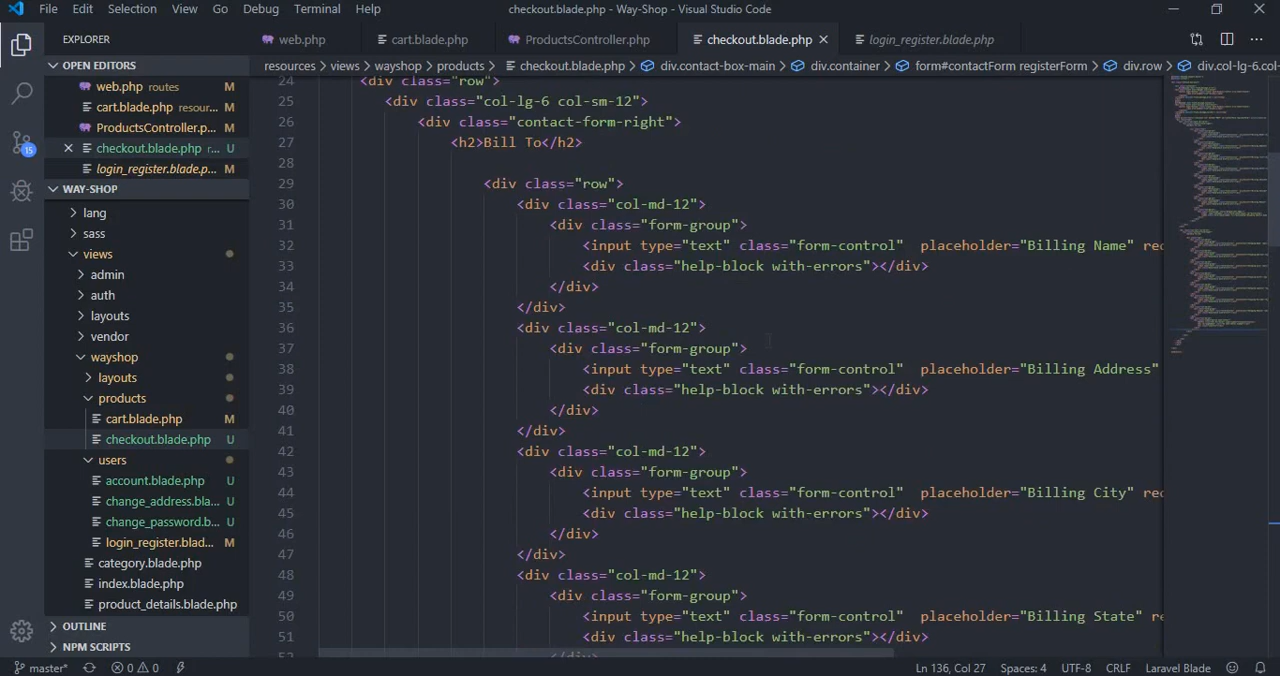 File Edit Selection View Go Debug Terminal Help
checkout.blade.php - Way-Shop - Visual Studio Code
EXPLORER
web.php
cart.blade.php
ProductsController.php
checkout.blade.php
login_register.blade.php
OPEN EDITORS
resources > views > wayshop > products > checkout.blade.php > div.contact-box-main > div.container > form#contactForm registerForm > div.row > div.col-lg-6.col-
web.php routes M
cart.blade.php resour... M
ProductsController.p... M
checkout.blade.php r... U
login_register.blade.p... M
WAY-SHOP
lang
sass
views
admin
auth
layouts
vendor
wayshop
layouts
products
cart.blade.php M
checkout.blade.php U
users
account.blade.php U
change_address.bla... U
change_password.b... U
login_register.blad... M
category.blade.php
index.blade.php
product_details.blade.php
OUTLINE
NPM SCRIPTS
15
24 <div class="row">
25 <div class="col-lg-6 col-sm-12">
26 <div class="contact-form-right">
27 <h2>Bill To</h2>
28
29 <div class="row">
30 <div class="col-md-12">
31 <div class="form-group">
32 <input type="text" class="form-control" placeholder="Billing Name" rec
33 <div class="help-block with-errors"></div>
34 </div>
35 </div>
36 <div class="col-md-12">
37 <div class="form-group">
38 <input type="text" class="form-control" placeholder="Billing Address"
39 <div class="help-block with-errors"></div>
40 </div>
41 </div>
42 <div class="col-md-12">
43 <div class="form-group">
44 <input type="text" class="form-control" placeholder="Billing City" rec
45 <div class="help-block with-errors"></div>
46 </div>
47 </div>
48 <div class="col-md-12">
49 <div class="form-group">
50 <input type="text" class="form-control" placeholder="Billing State" re
51 <div class="help-block with-errors"></div>
52 </div>
master* 0 0
Ln 136, Col 27 Spaces: 4 UTF-8 CRLF Laravel Blade